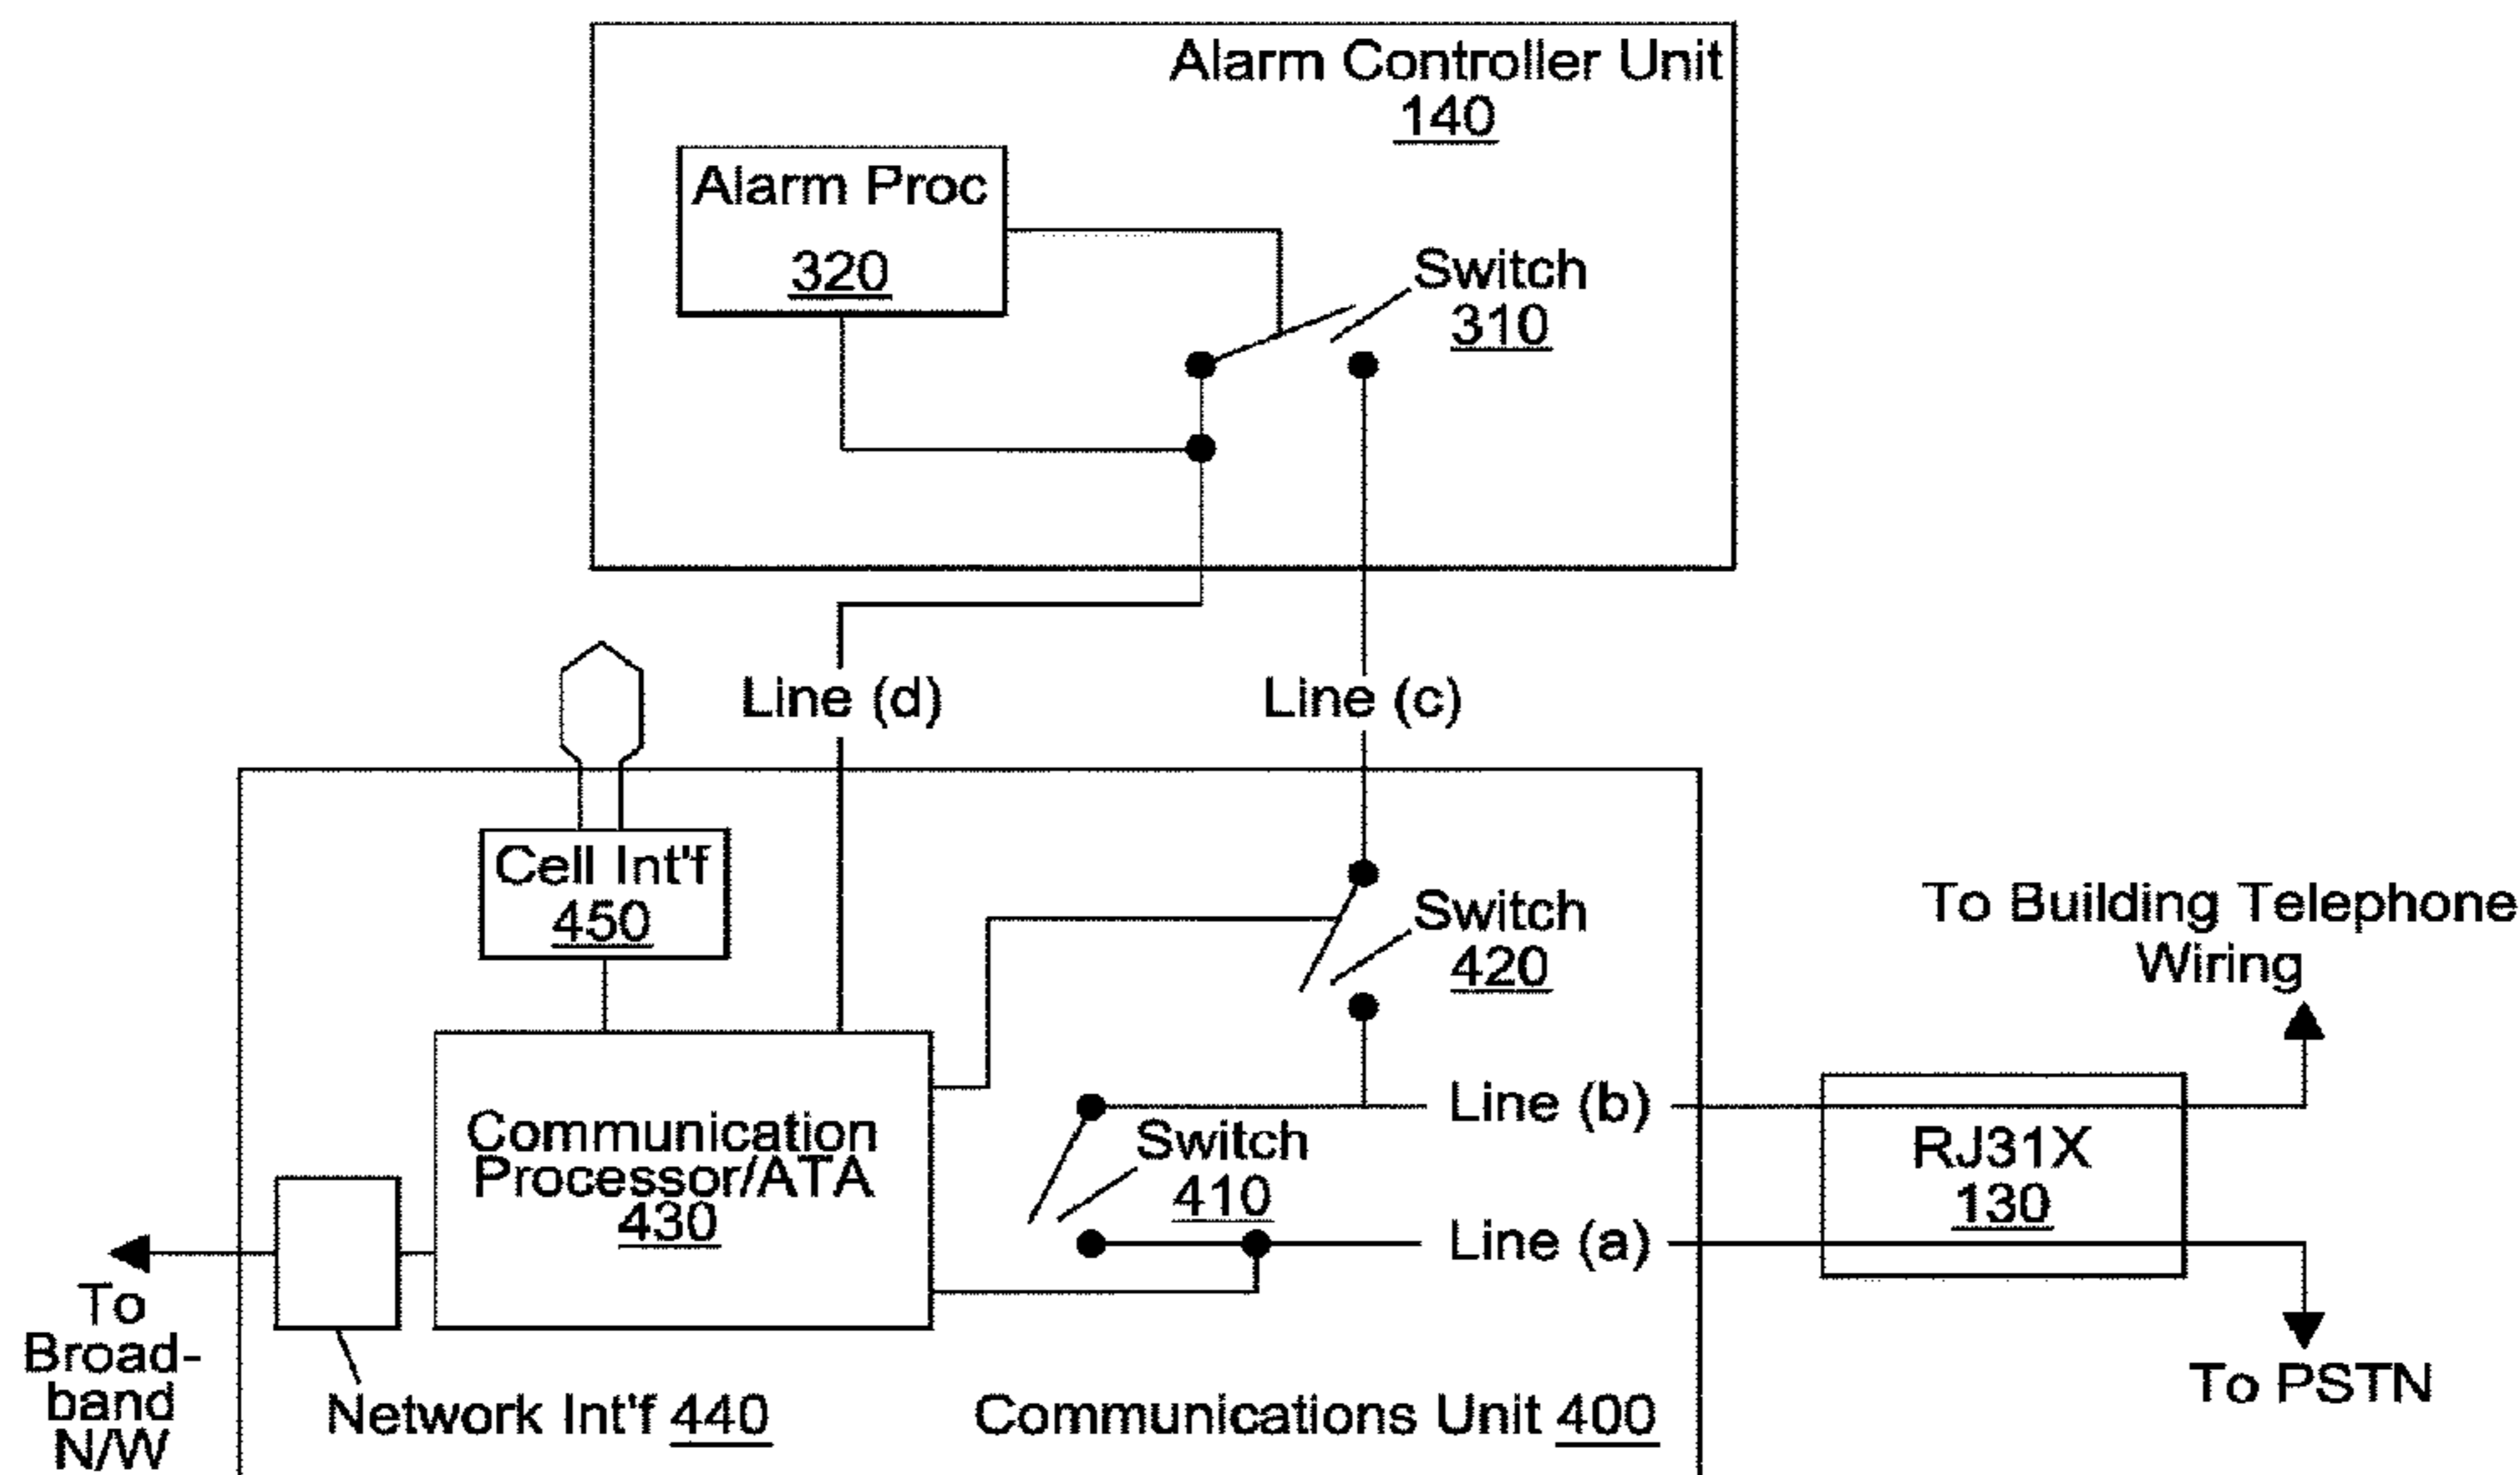 Alarm Controller Unit
140
Alarm Proc
320
Switch
310
Line (d)
Line (c)
Cell Int'f
450
Switch
420
To Building Telephone
Wiring
Communication
Processor/ATA
430
Switch
410
Line (b)
Line (a)
RJ31X
130
To
Broad-
band
N/W
Network Int'f 440
Communications Unit 400
To PSTN